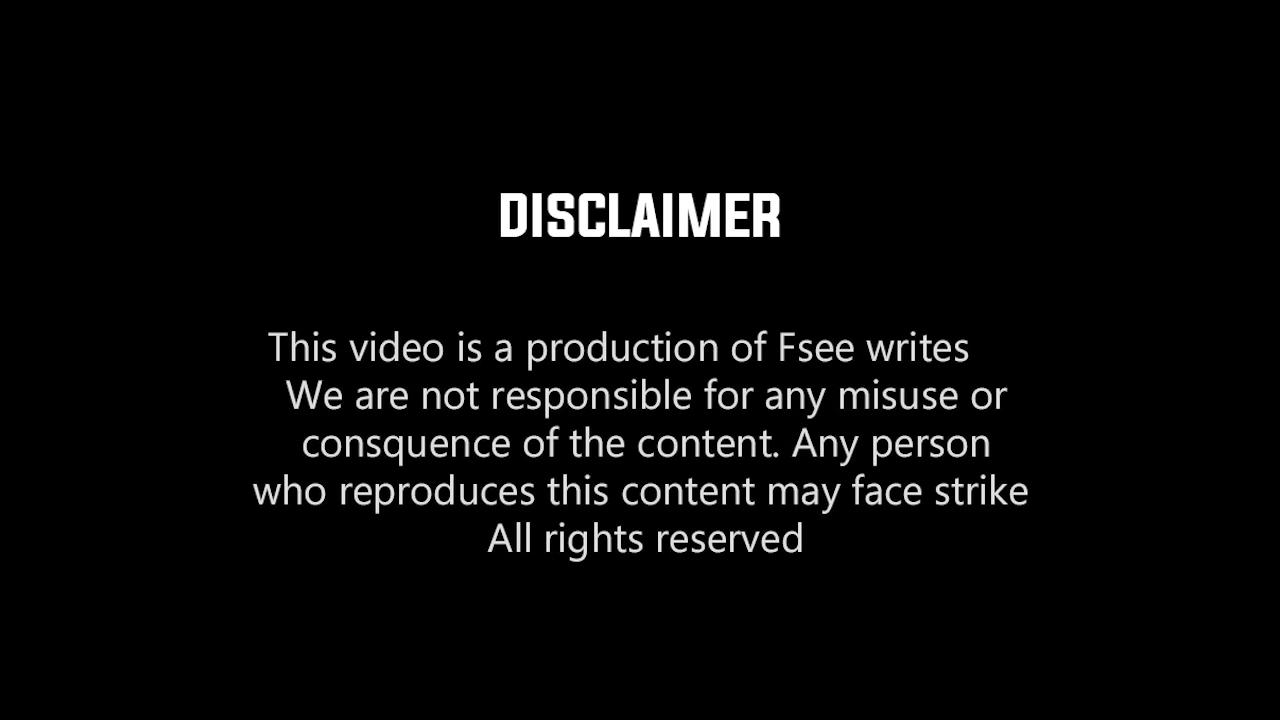 DISCLAIMER
This video is a production of Fsee writes
We are not responsible for any misuse or
consquence of the content. Any person
who reproduces this content may face strike
All rights reserved